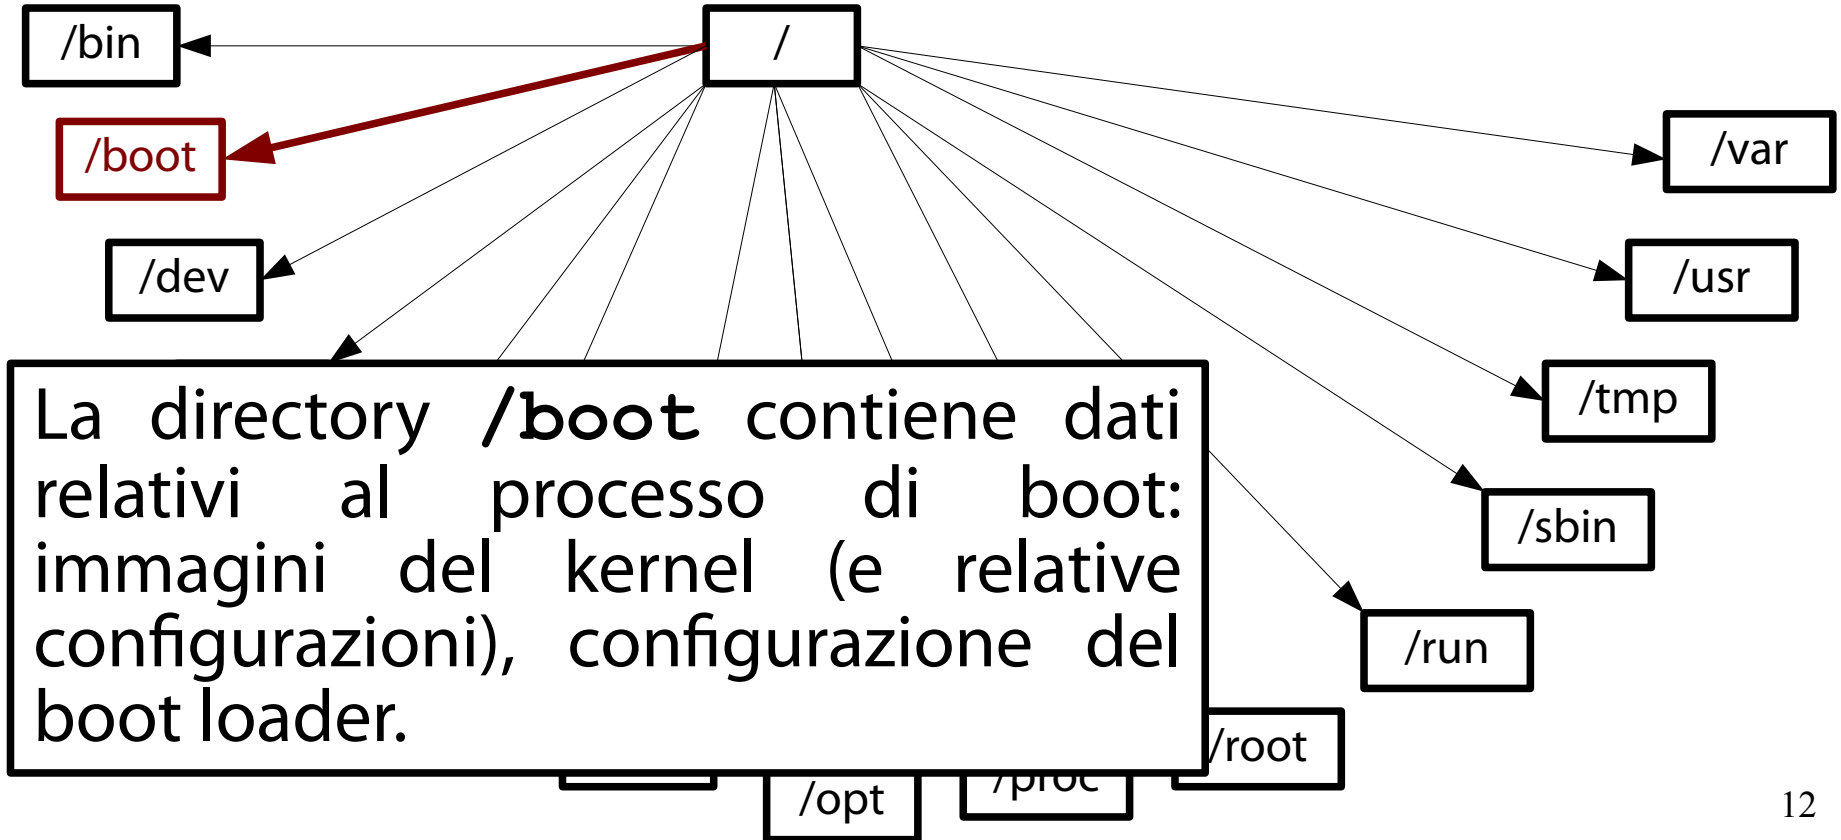 /bin
/
/boot
/var
/dev
/usr
/tmp
La directory /boot contiene dati
relativi al processo di boot:
immagini del kernel (e relative
configurazioni), configurazione del
boot loader.
/sbin
/run
/root
/proc
/opt
12